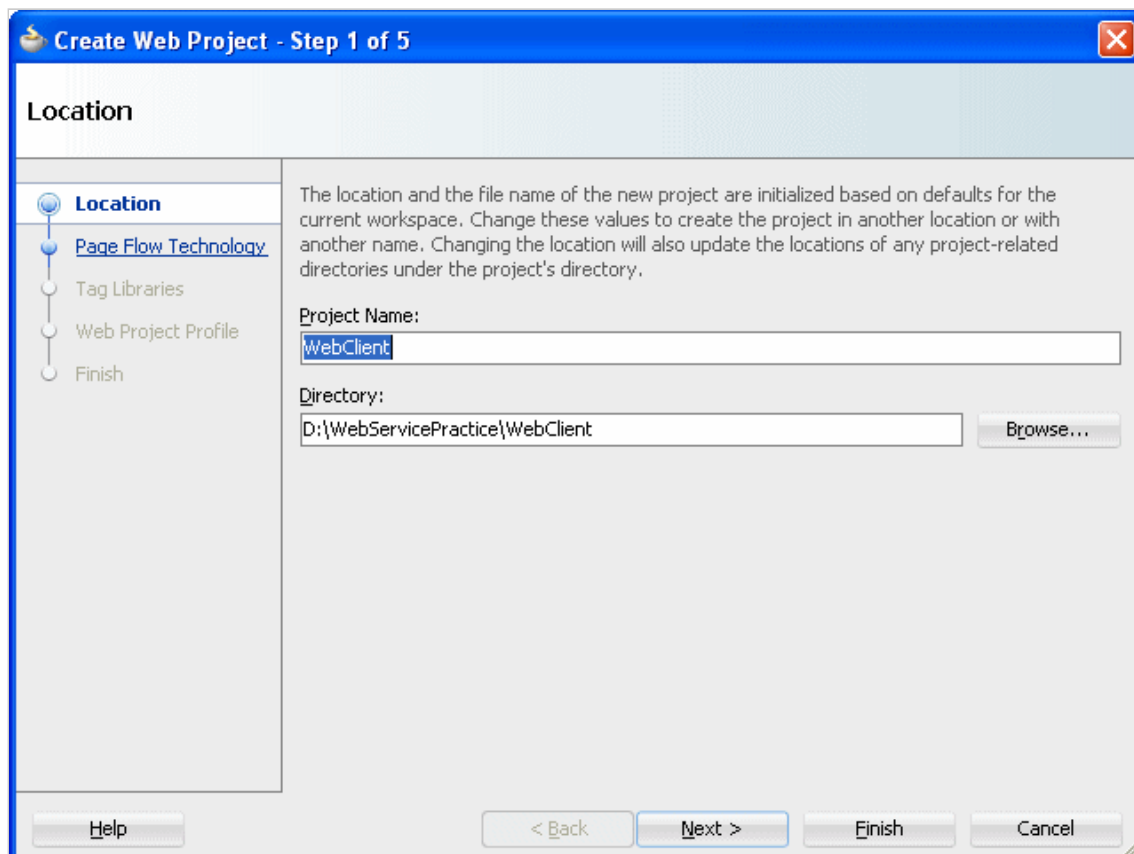 Create Web Project - Step 1 of 5
Location
Location
Page Flow Technology
Tag Libraries
Web Project Profile
Finish
The location and the file name of the new project are initialized based on defaults for the
current workspace. Change these values to create the project in another location or with
another name. Changing the location will also update the locations of any project-related
directories under the project's directory.
Project Name:
WebClient
Directory:
D:\WebServicePractice\WebClient
Browse...
Help
< Back
Next >
Finish
Cancel